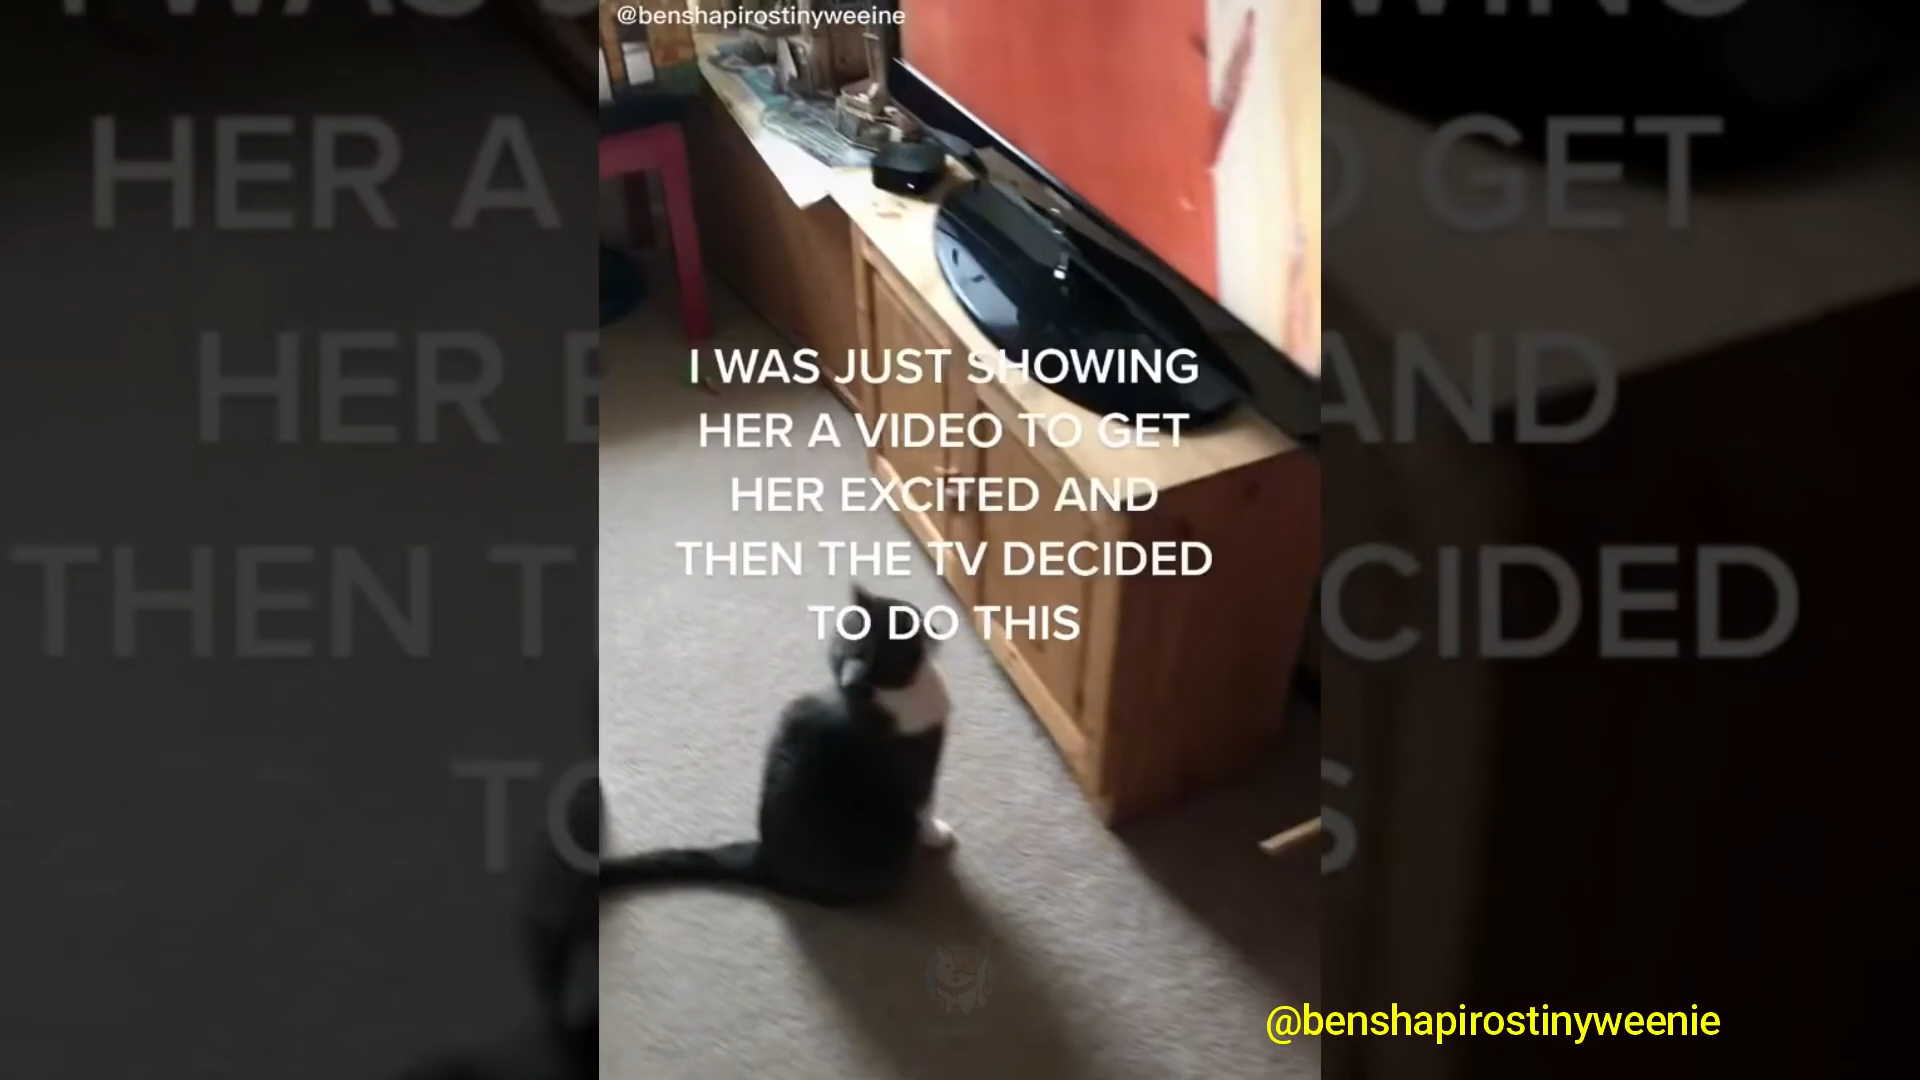 @benshapirostinyweeine
I WAS JUST SHOWING
HER A VIDEO TO GET
HER EXCITED AND
THEN THE TV DECIDED
TO DO THIS
@benshapirostinyweenie